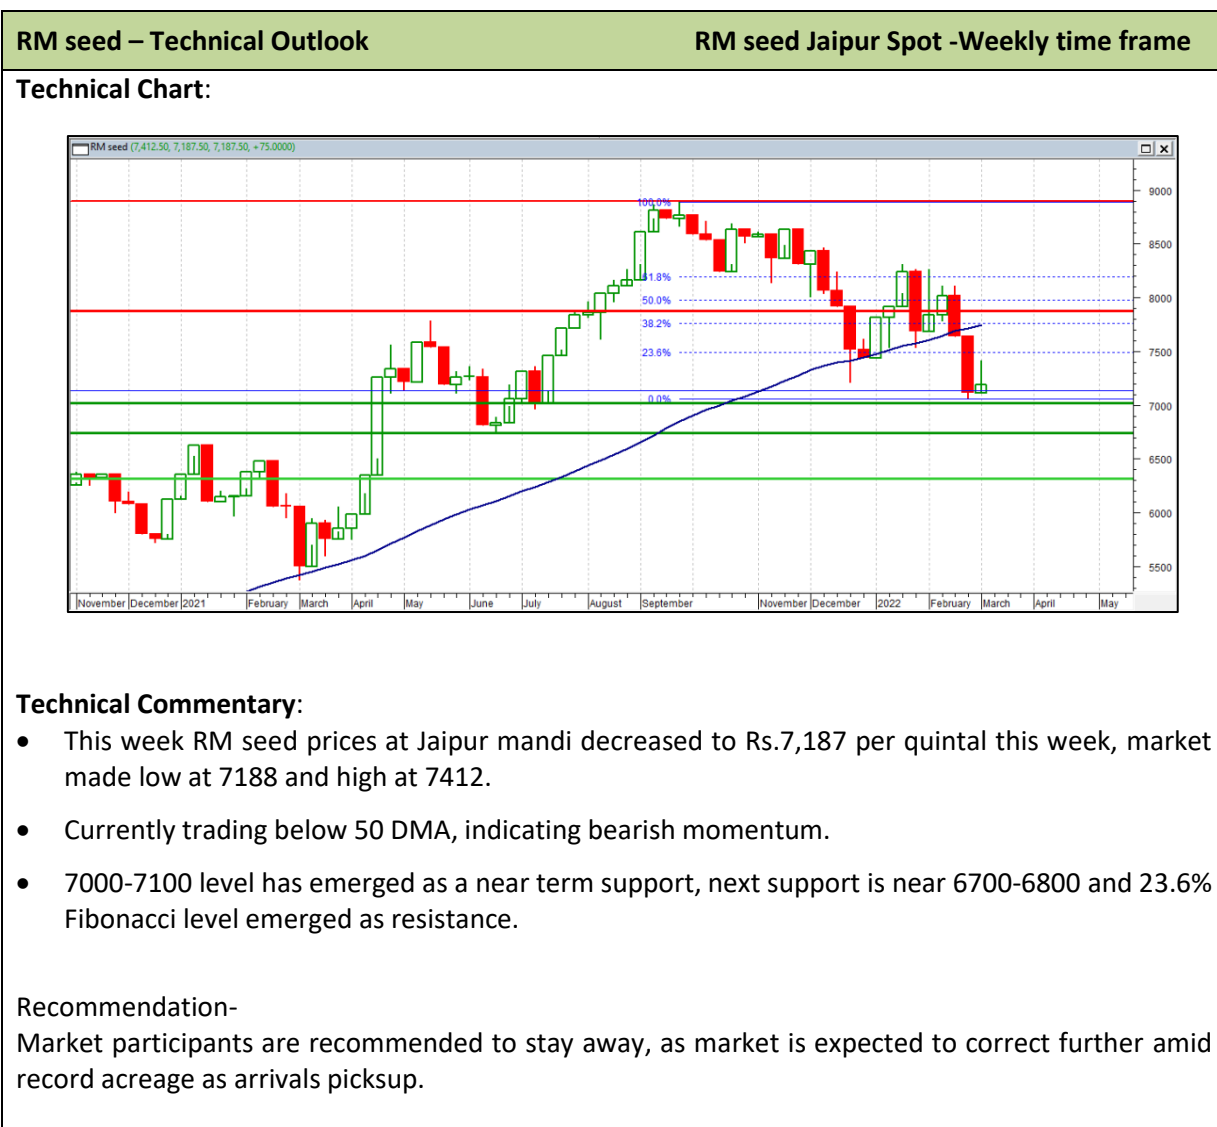 RM seed – Technical Outlook RM seed Jaipur Spot -Weekly time frame
Technical Chart:
RM seed (7,412.50, 7,187.50, 7,187.50, +75.0000)
9000
100.0%
8500
61.8%
8000
50.0%
38.2%
7500
23.6%
7000
0.0%
6500
6000
5500
November December 2021 February March April May June July August September November December 2022 February March April May
Technical Commentary:
• This week RM seed prices at Jaipur mandi decreased to Rs.7,187 per quintal this week, market
made low at 7188 and high at 7412.
• Currently trading below 50 DMA, indicating bearish momentum.
• 7000-7100 level has emerged as a near term support, next support is near 6700-6800 and 23.6%
Fibonacci level emerged as resistance.
Recommendation-
Market participants are recommended to stay away, as market is expected to correct further amid
record acreage as arrivals picksup.